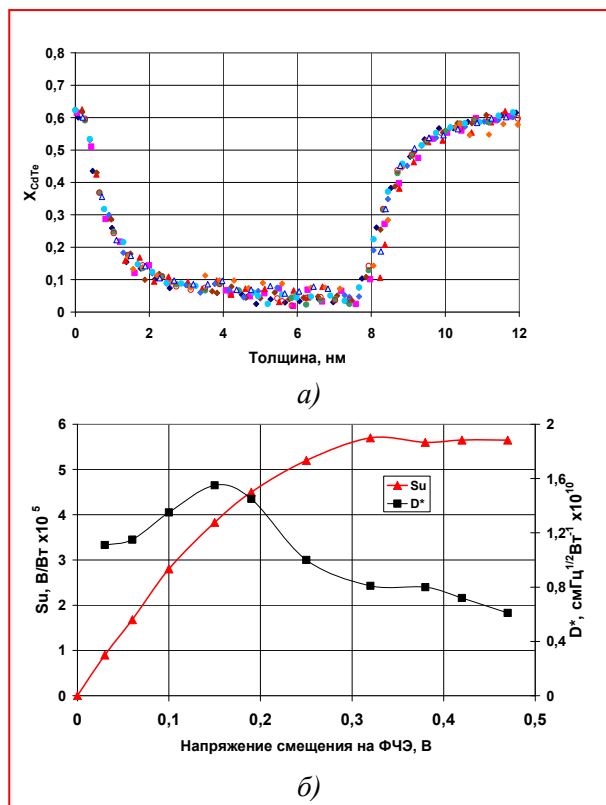 0,8
0,7
0,6
0,5
0,4
0,3
0,2
0,1
0
X_CdTe
0 2 4 6 8 10 12
Толщина, нм
а)
6
5
4
3
2
1
0
Su, В/Вт x10 ⁵
2
1,6
1,2
0,8
0,4
0
D*, смГц^1/2 Вт^-1 x10^10
Su
D*
0 0,1 0,2 0,3 0,4 0,5
Напряжение смещения на ФЧЭ, В
б)